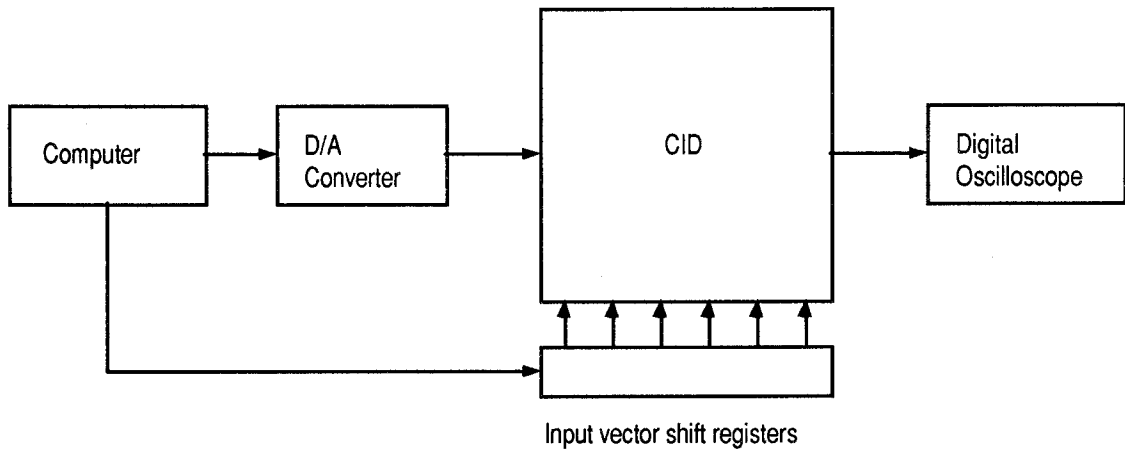 Computer
D/A
Converter
CID
Digital
Oscilloscope
Input vector shift registers